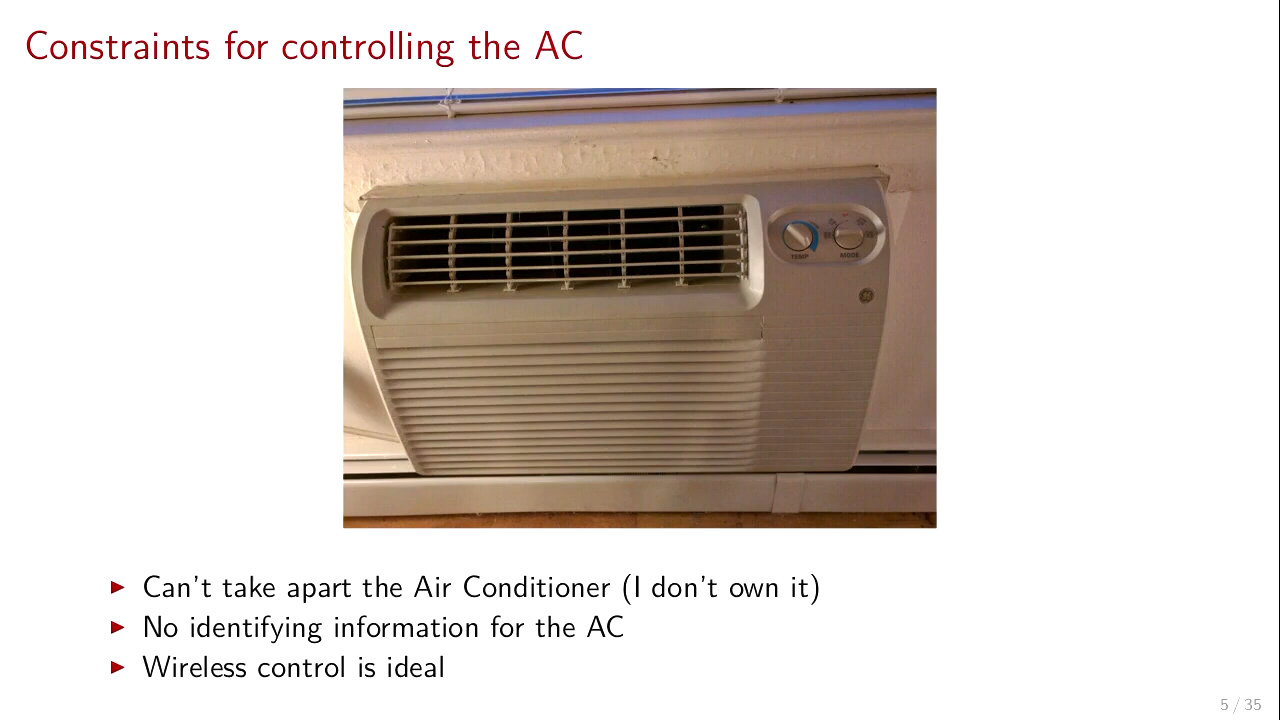 Constraints for controlling the AC
TEMP
MODE
▶ Can't take apart the Air Conditioner (I don't own it)
▶ No identifying information for the AC
▶ Wireless control is ideal
5 / 35